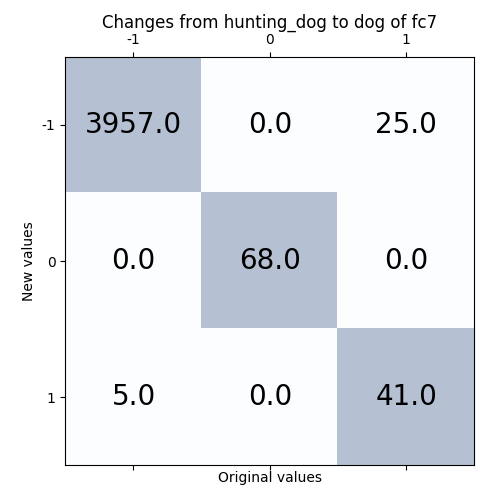 Changes from hunting_dog to dog of fc7
-1 0 1
-1 3957.0 0.0 25.0
New values
0 0.0 68.0 0.0
1 5.0 0.0 41.0
Original values